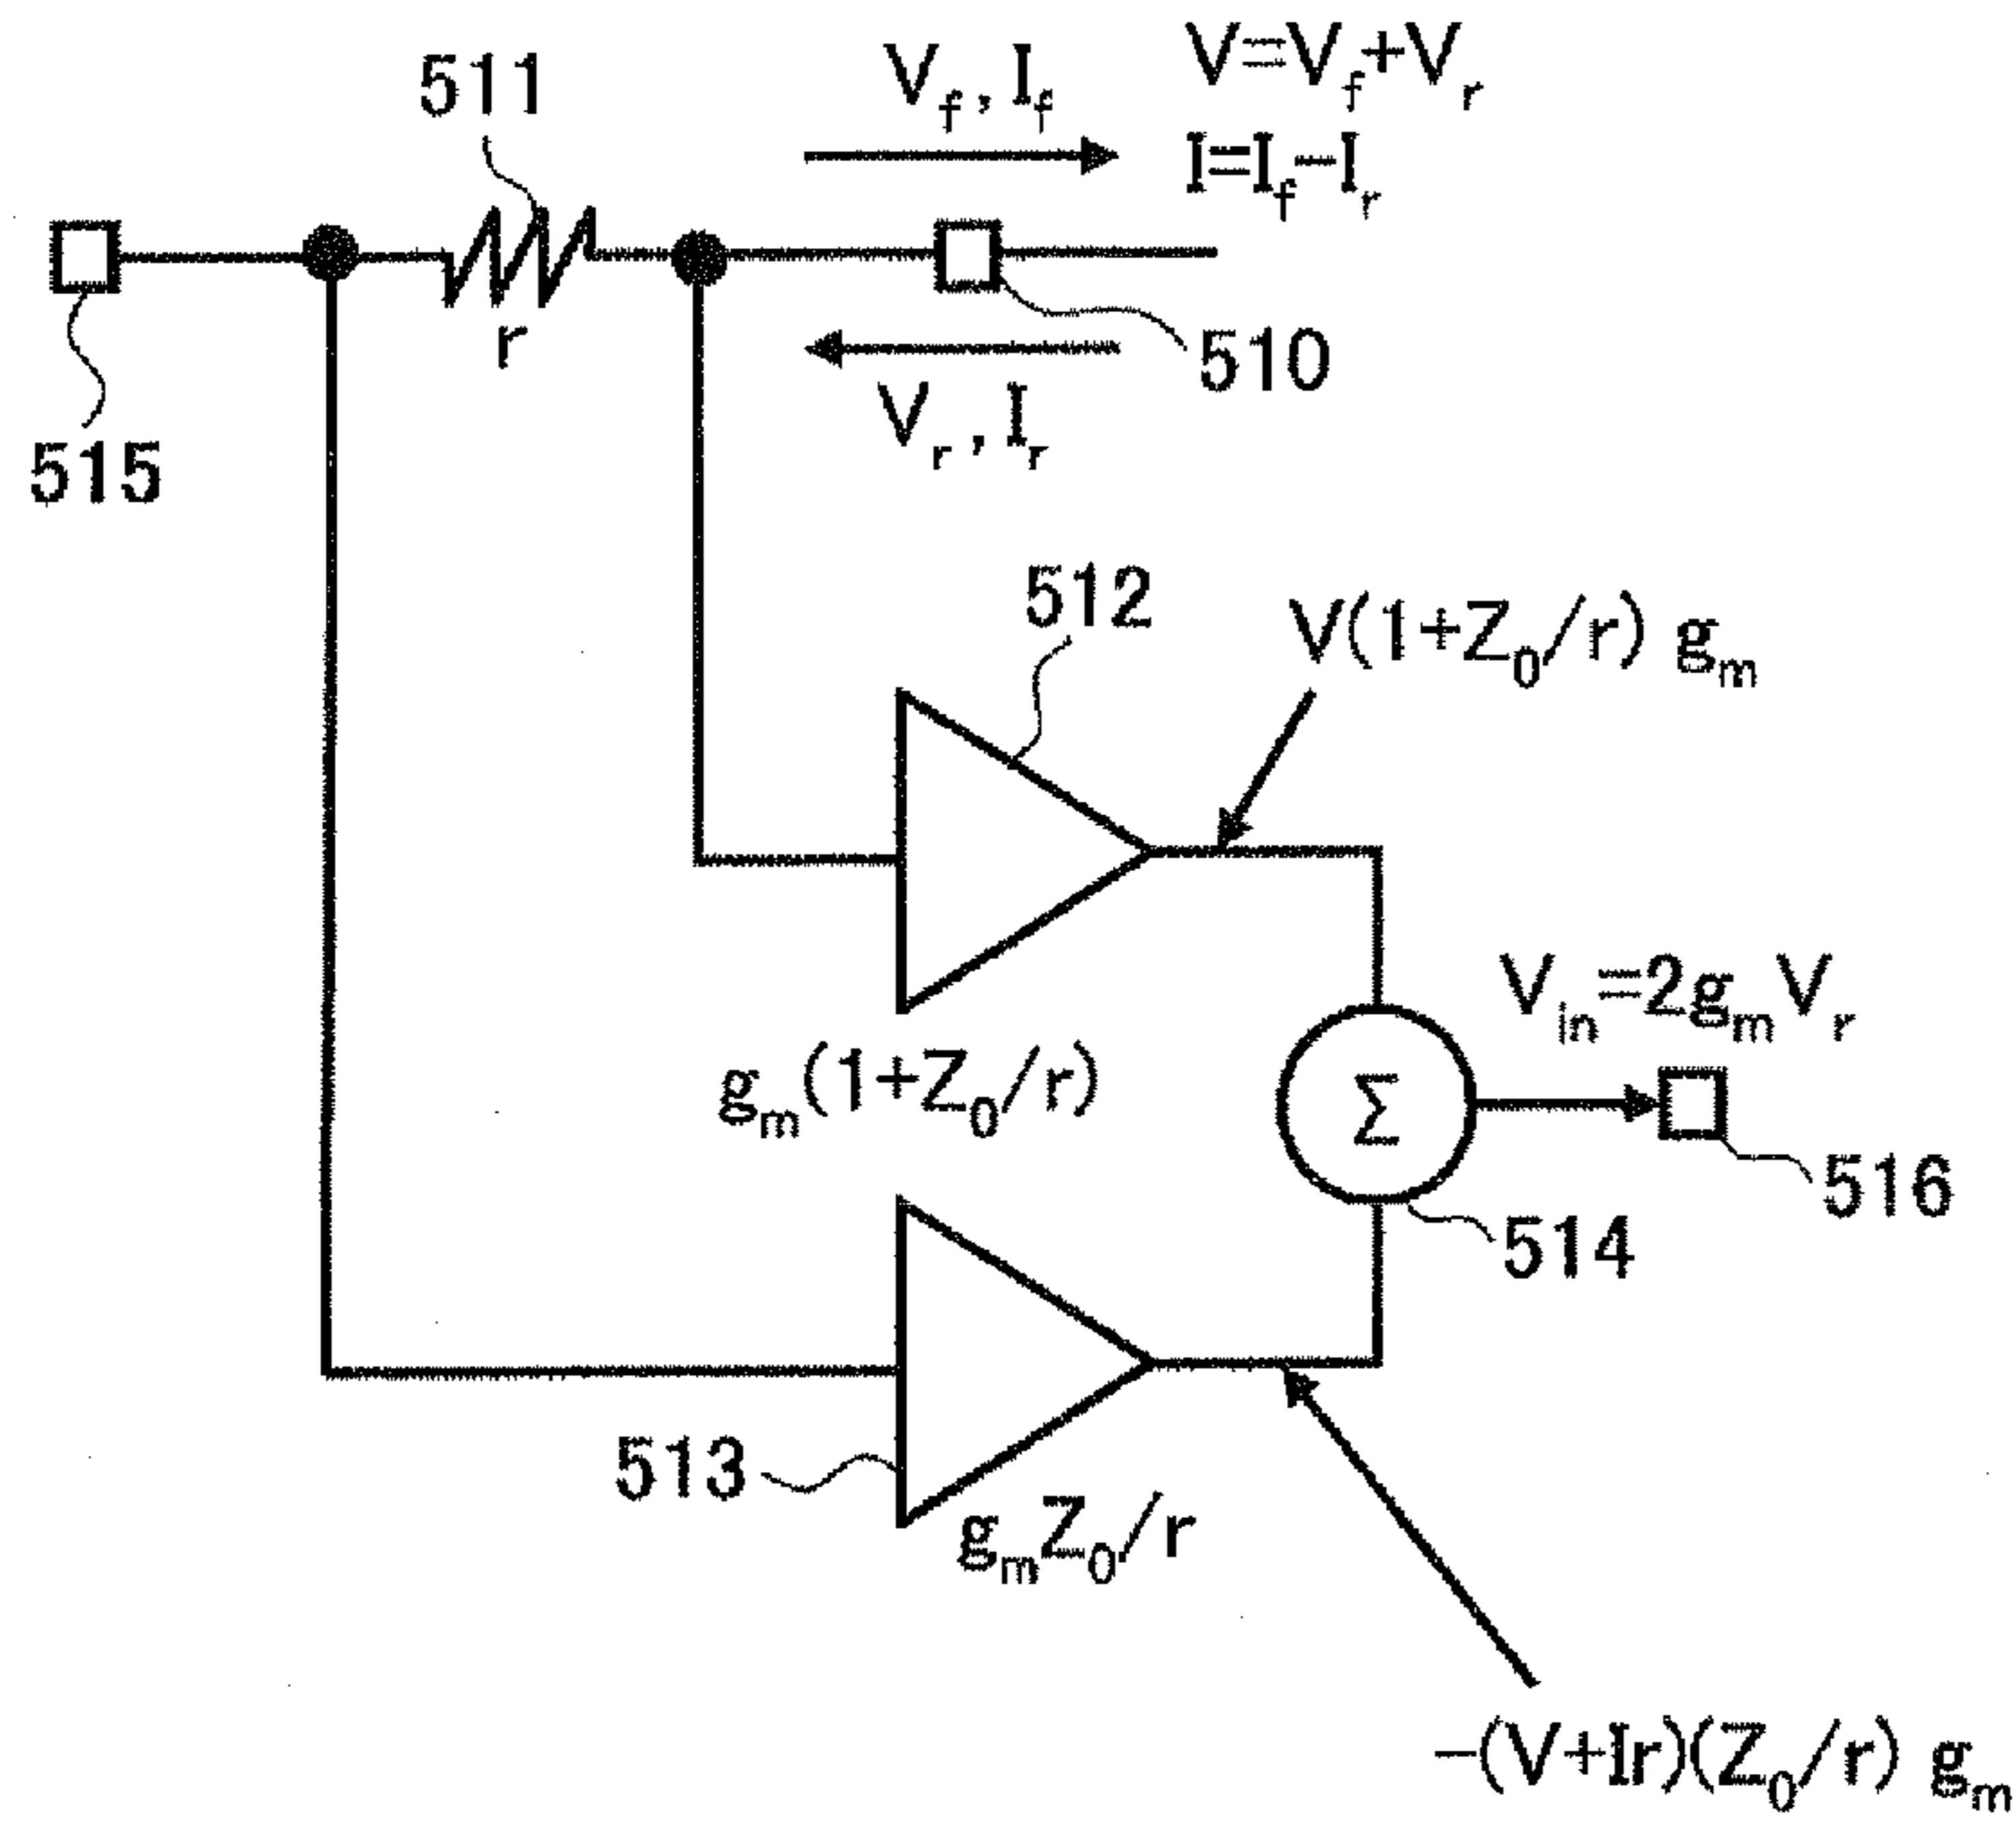 511
V_f, I_f
V=V_f+V_r
I=I_f-I_r
r
510
515
V_r, I_r
512
V(1+Z_0/r) g_m
g_m(1+Z_0/r)
V_in=2g_mV_r
Σ
516
514
513
g_mZ_0/r
-(V+Ir)(Z_0/r) g_m